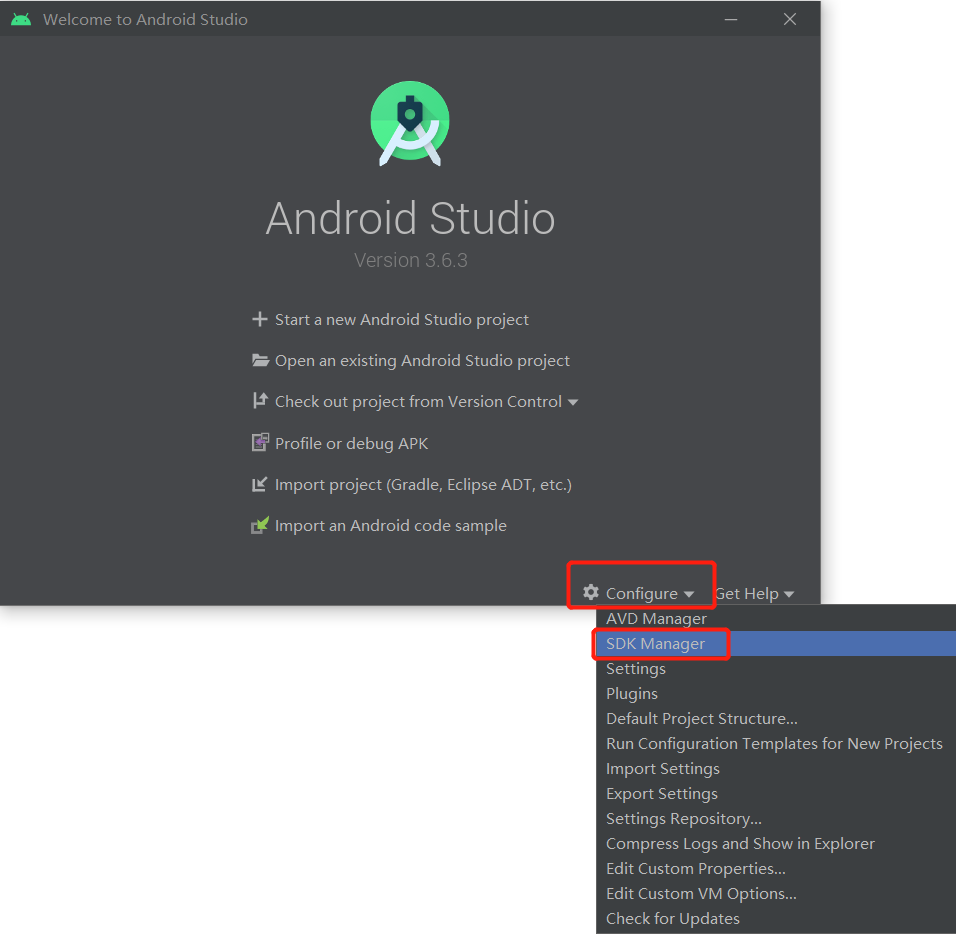 Welcome to Android Studio
Android Studio
Version 3.6.3
Start a new Android Studio project
Open an existing Android Studio project
Check out project from Version Control
Profile or debug APK
Import project (Gradle, Eclipse ADT, etc.)
Import an Android code sample
Configure Get Help
AVD Manager
SDK Manager
Settings
Plugins
Default Project Structure...
Run Configuration Templates for New Projects
Import Settings
Export Settings
Settings Repository...
Compress Logs and Show in Explorer
Edit Custom Properties...
Edit Custom VM Options...
Check for Updates